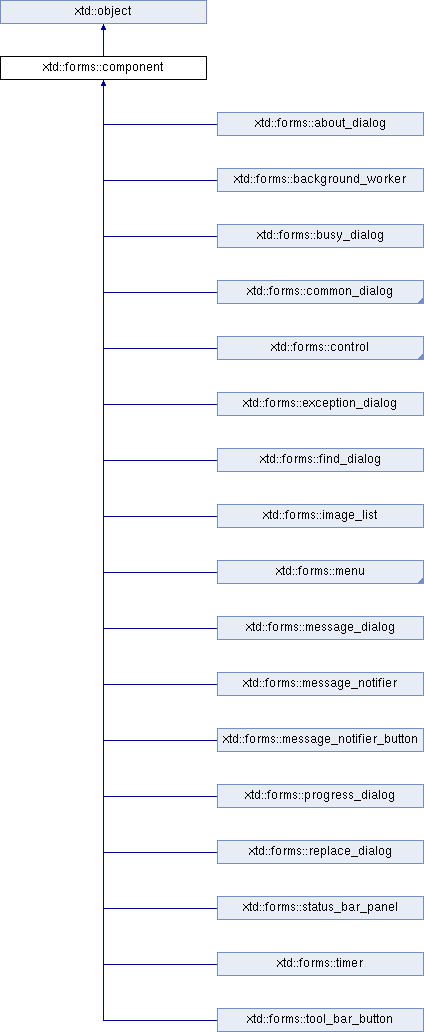 xtd::object
xtd::forms::component
xtd::forms::about_dialog
xtd::forms::background_worker
xtd::forms::busy_dialog
xtd::forms::common_dialog
xtd::forms::control
xtd::forms::exception_dialog
xtd::forms::find_dialog
xtd::forms::image_list
xtd::forms::menu
xtd::forms::message_dialog
xtd::forms::message_notifier
xtd::forms::message_notifier_button
xtd::forms::progress_dialog
xtd::forms::replace_dialog
xtd::forms::status_bar_panel
xtd::forms::timer
xtd::forms::tool_bar_button